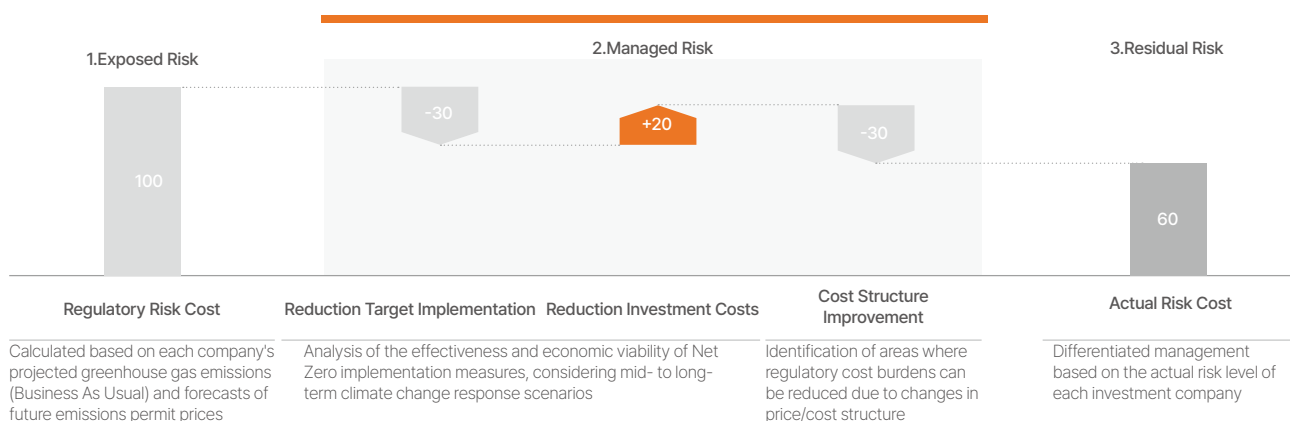 2.Managed Risk
1.Exposed Risk
3.Residual Risk
100
-30
+20
-30
60
Regulatory Risk Cost
Reduction Target Implementation
Reduction Investment Costs
Cost Structure
Improvement
Actual Risk Cost
Calculated based on each company's
projected greenhouse gas emissions
(Business As Usual) and forecasts of
future emissions permit prices
Analysis of the effectiveness and economic viability of Net
Zero implementation measures, considering mid- to long-
term climate change response scenarios
Identification of areas where
regulatory cost burdens can
be reduced due to changes in
price/cost structure
Differentiated management
based on the actual risk level of
each investment company